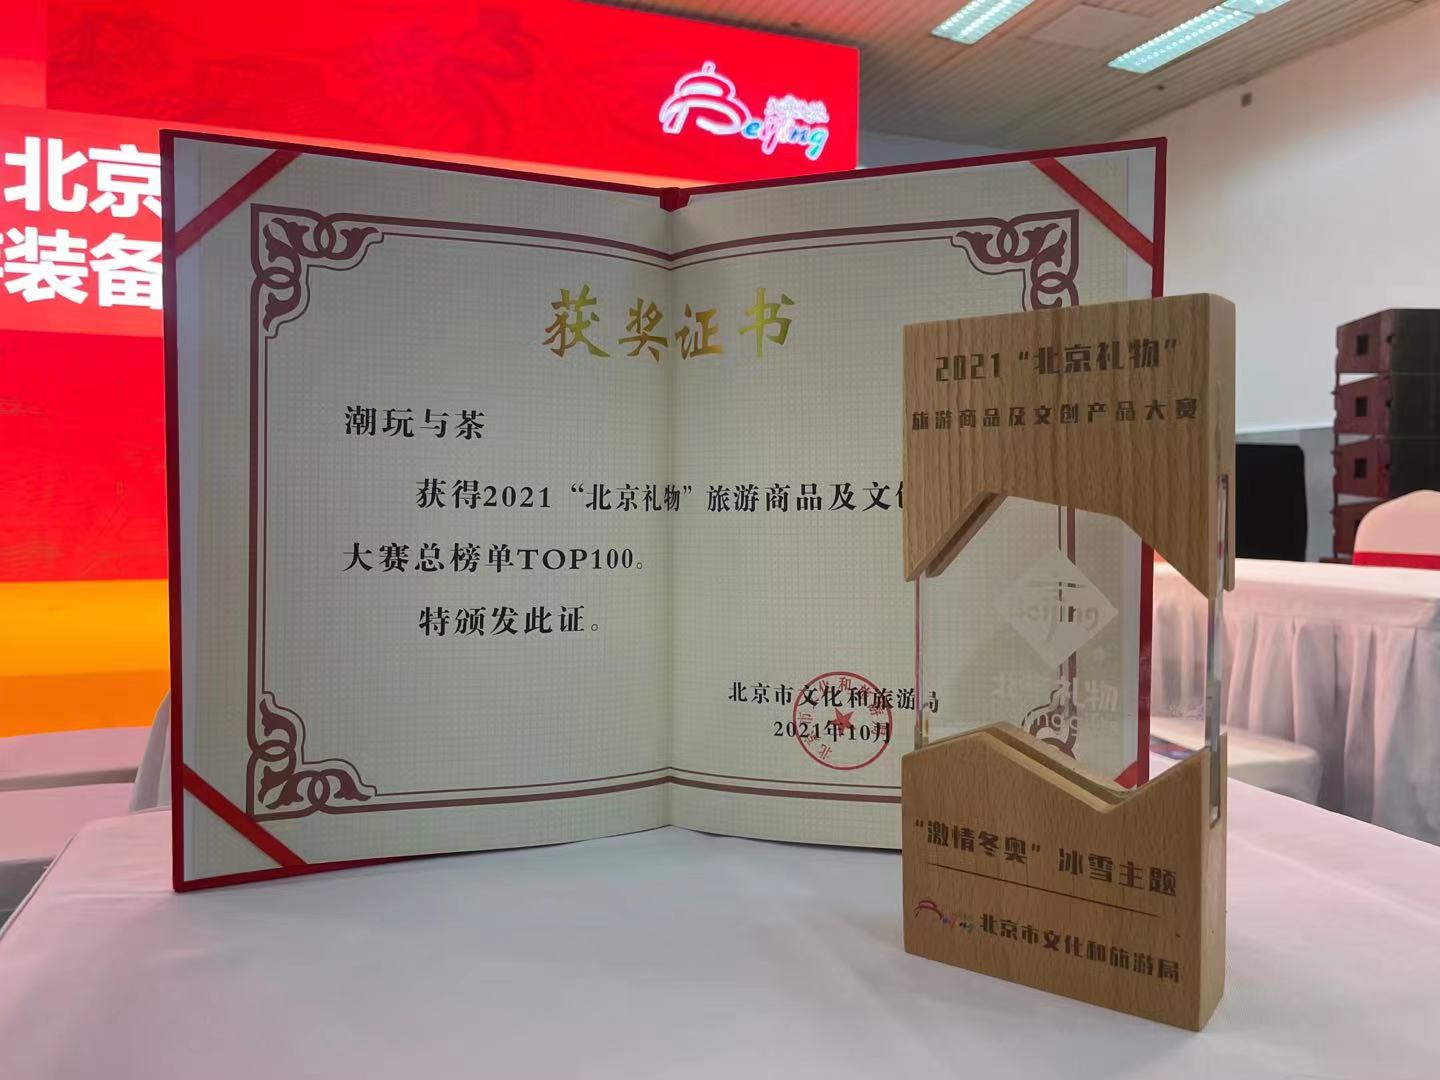 北京
装备
Beijing
获奖证书
潮玩与茶
获得2021“北京礼物”旅游商品及文
大赛总榜单TOP100。
特颁发此证。
北京市文化和旅游局
2021年10月
2021“北京礼物”
旅游商品及文创产品大赛
Beijing
礼物
“激情冬奥”冰雪主题
Beijing 北京市文化和旅游局